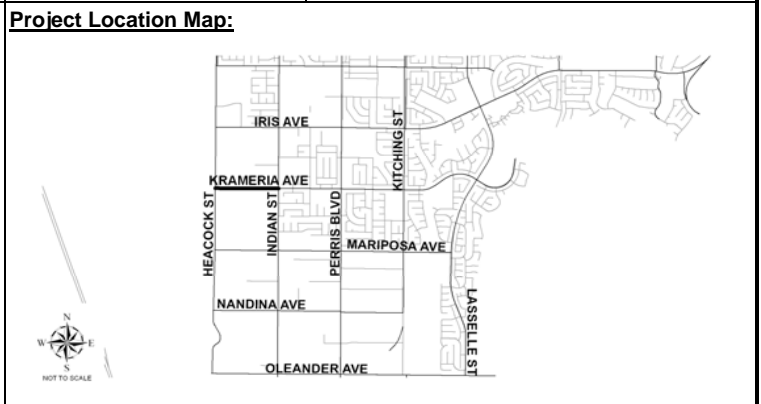 Project Location Map:
IRIS AVE
KITCHING ST
KRAMERIA AVE
HEACOCK ST
INDIAN ST
PERRIS BLVD
MARIPOSA AVE
NANDINA AVE
LASSELLE ST
OLEANDER AVE
N
W E
S
NOT TO SCALE